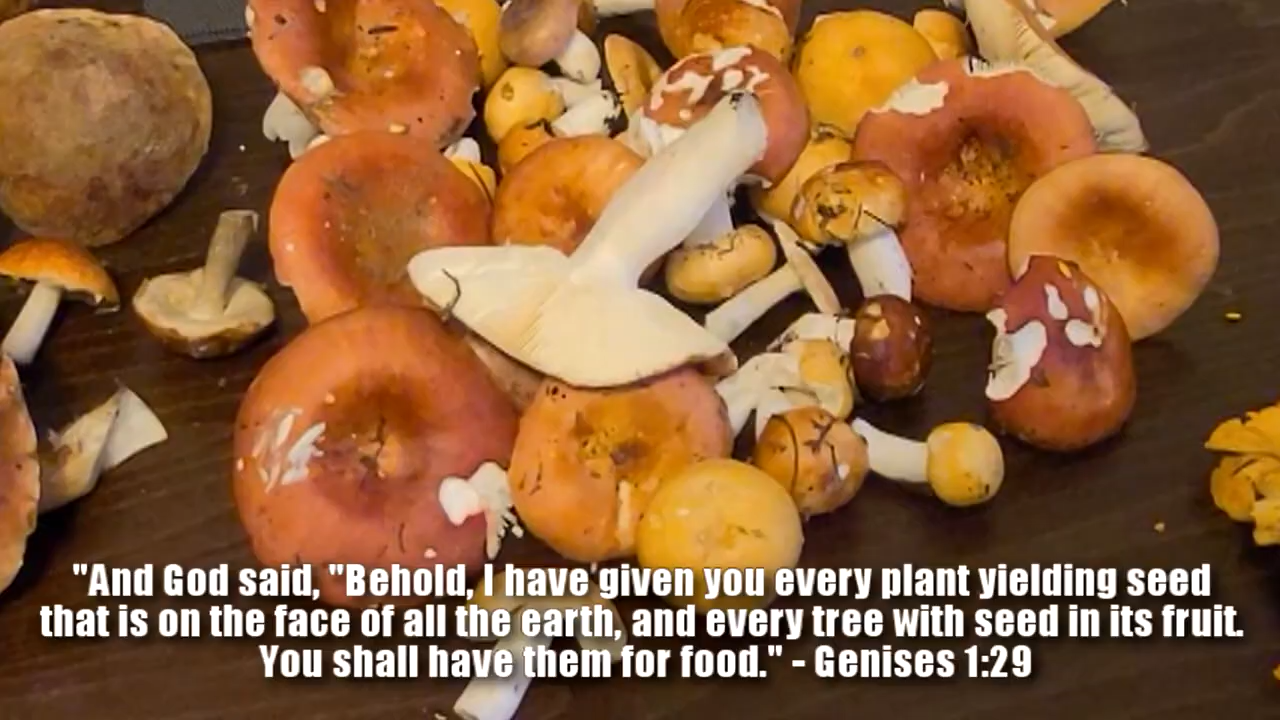 "And God said, "Behold, I have given you every plant yielding seed
that is on the face of all the earth, and every tree with seed in its fruit.
You shall have them for food." - Genises 1:29